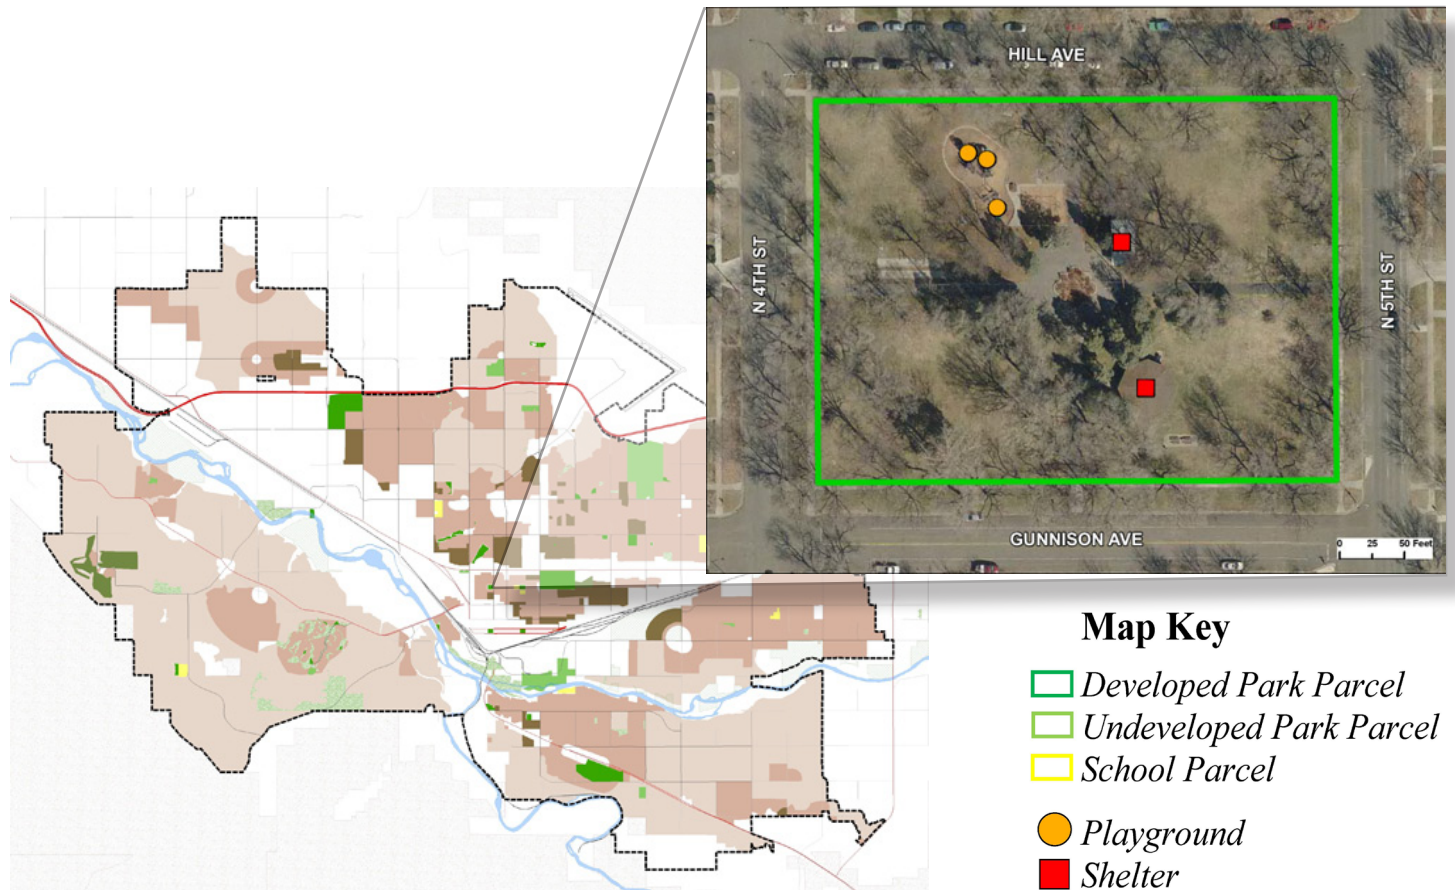 HILL AVE
N 4TH ST
N 5TH ST
GUNNISON AVE
0 25 50 Feet
Map Key
Developed Park Parcel
Undeveloped Park Parcel
School Parcel
Playground
Shelter